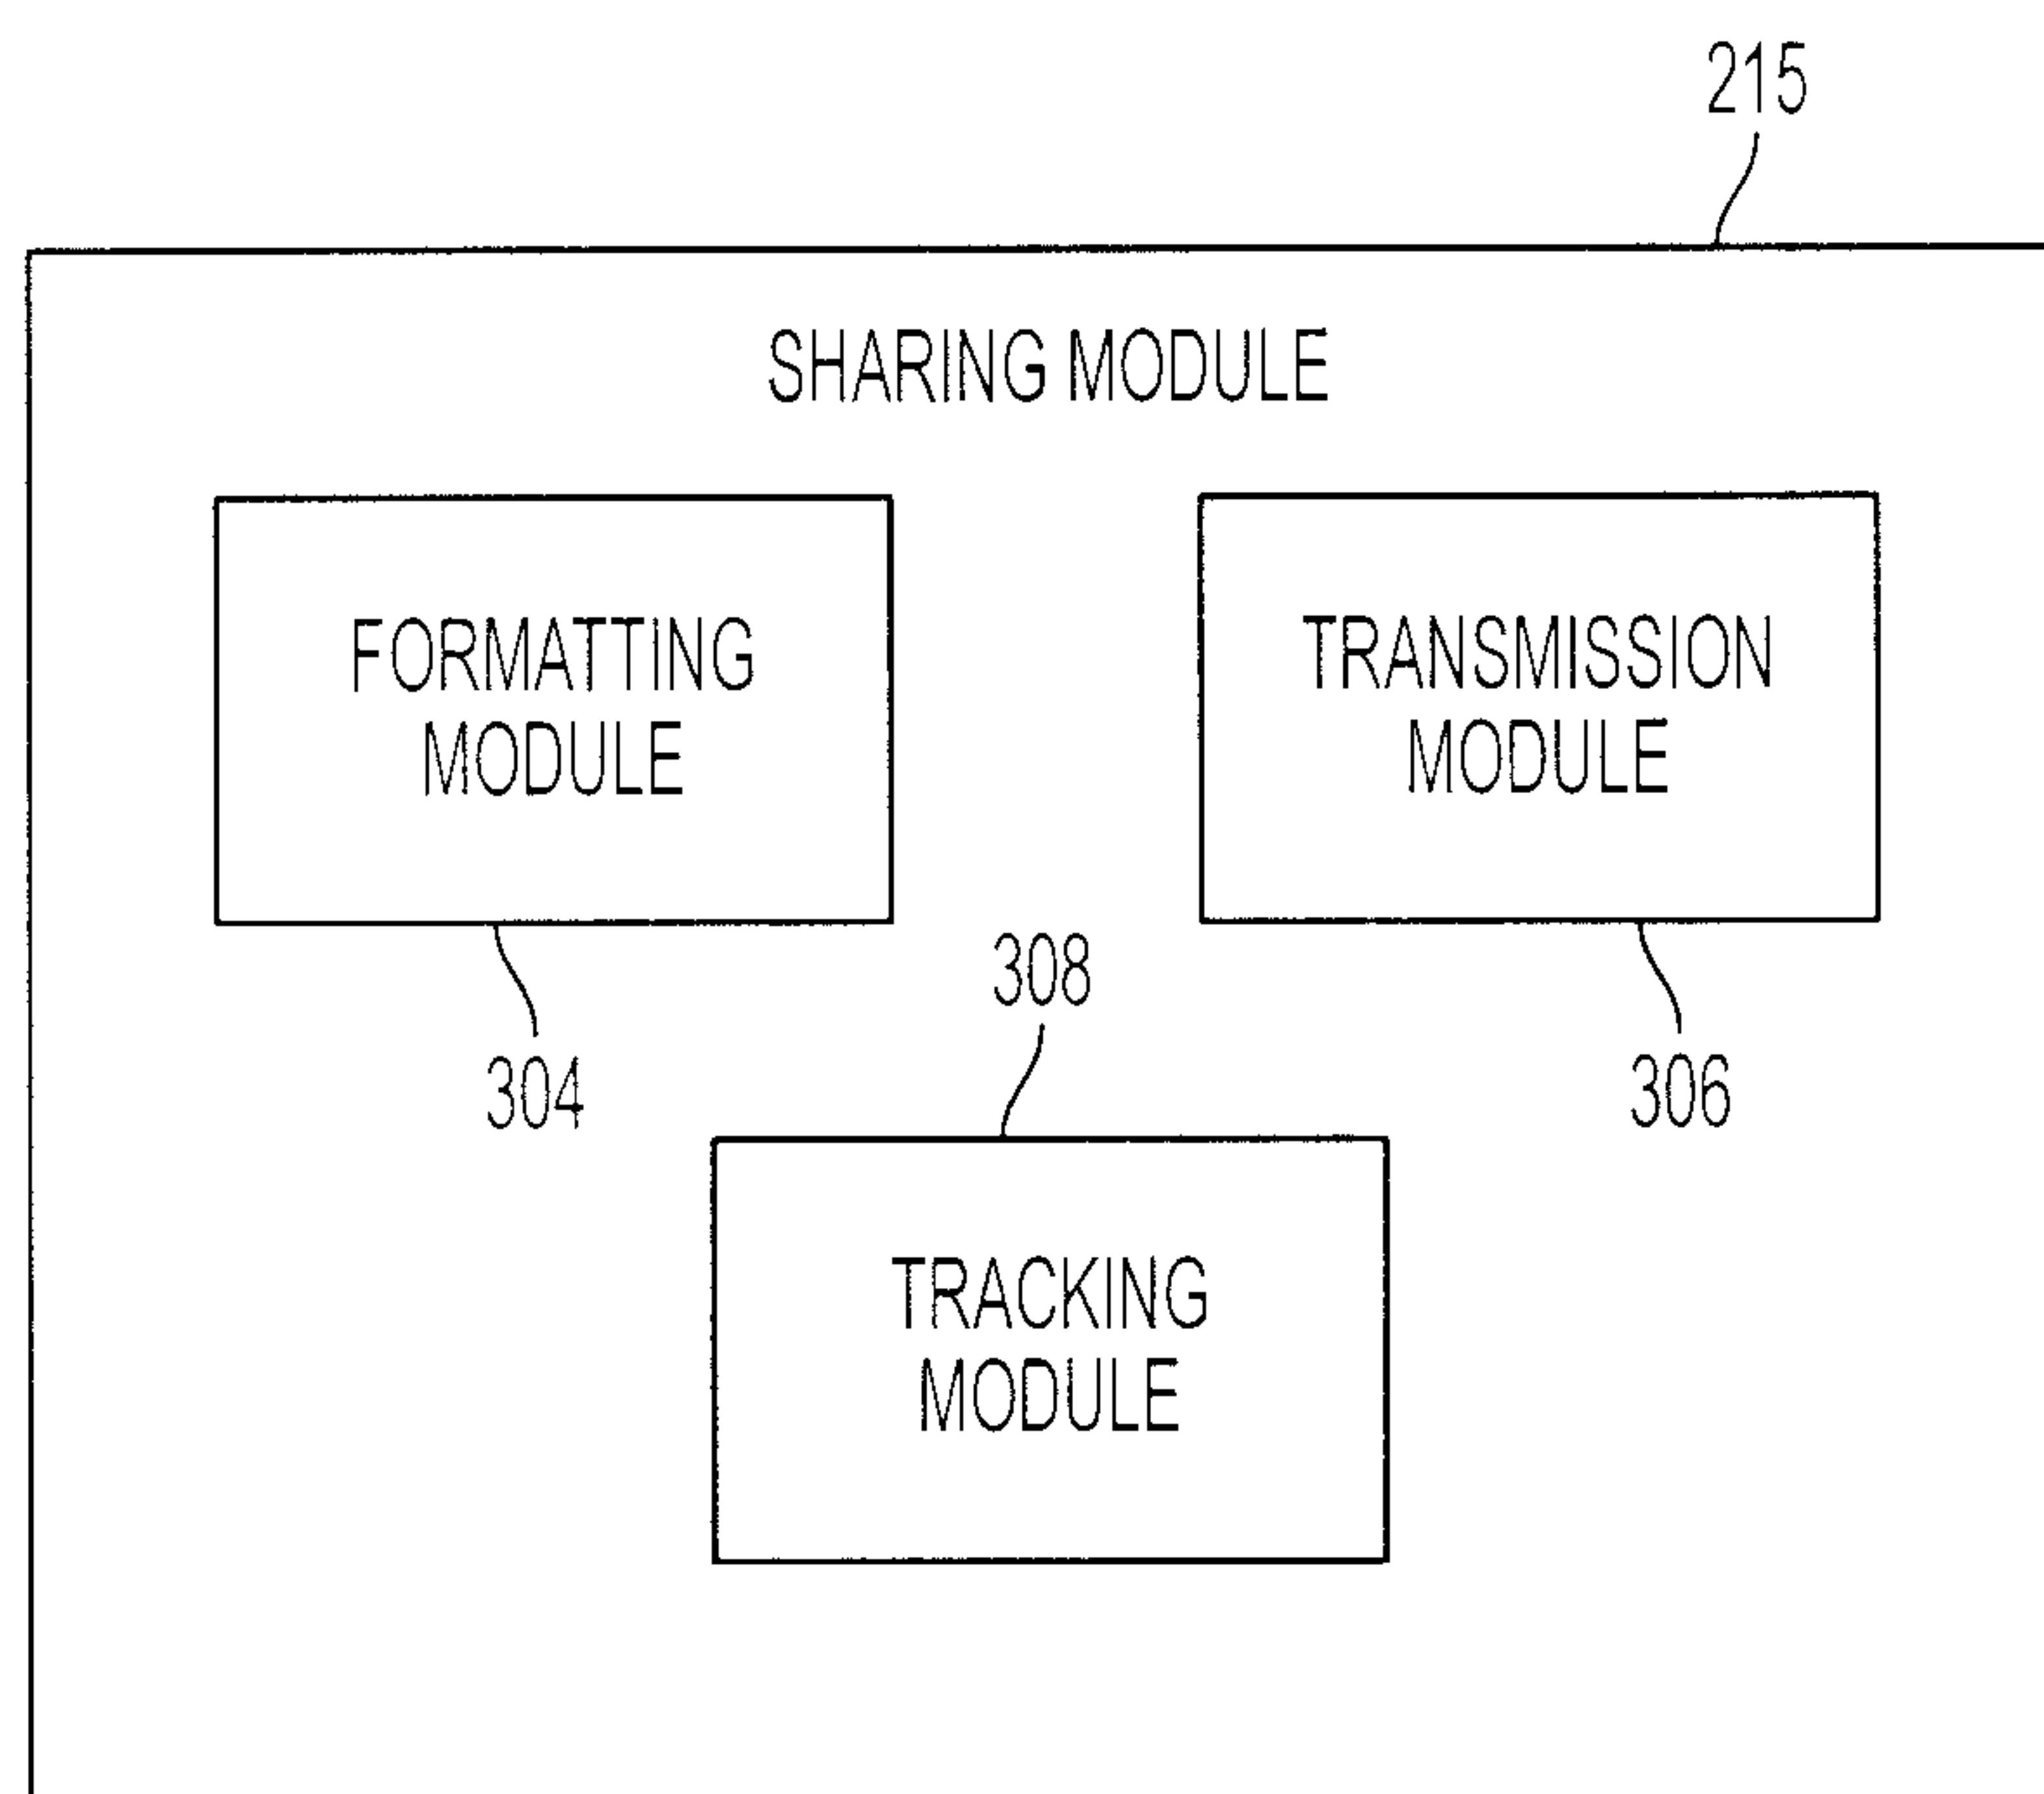 215
SHARING MODULE
FORMATTING
MODULE
304
TRANSMISSION
MODULE
306
308
TRACKING
MODULE